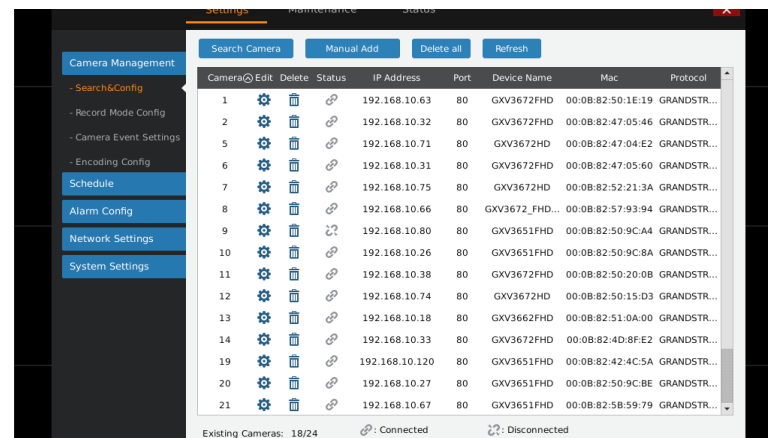 Settings Maintenance Status X
Search Camera Manual Add Delete all Refresh
Camera Management
- Search&Config
- Record Mode Config
- Camera Event Settings
- Encoding Config
Schedule
Alarm Config
Network Settings
System Settings
Camera Edit Delete Status IP Address Port Device Name Mac Protocol
1 192.168.10.63 80 GXV3672FHD 00:0B:82:50:1E:19 GRANDSTR...
2 192.168.10.32 80 GXV3672FHD 00:0B:82:47:05:46 GRANDSTR...
5 192.168.10.71 80 GXV3672HD 00:0B:82:47:04:E2 GRANDSTR...
6 192.168.10.31 80 GXV3672HD 00:0B:82:47:05:60 GRANDSTR...
7 192.168.10.75 80 GXV3672HD 00:0B:82:52:21:3A GRANDSTR...
8 192.168.10.66 80 GXV3672_FHD... 00:0B:82:57:93:94 GRANDSTR...
9 192.168.10.80 80 GXV3651FHD 00:0B:82:50:9C:A4 GRANDSTR...
10 192.168.10.26 80 GXV3651FHD 00:0B:82:50:9C:8A GRANDSTR...
11 192.168.10.38 80 GXV3672FHD 00:0B:82:50:20:0B GRANDSTR...
12 192.168.10.74 80 GXV3672HD 00:0B:82:50:15:D3 GRANDSTR...
13 192.168.10.18 80 GXV3662FHD 00:0B:82:51:0A:00 GRANDSTR...
14 192.168.10.33 80 GXV3672FHD 00:0B:82:4D:8F:E2 GRANDSTR...
19 192.168.10.120 80 GXV3651FHD 00:0B:82:42:4C:5A GRANDSTR...
20 192.168.10.27 80 GXV3651FHD 00:0B:82:50:9C:BE GRANDSTR...
21 192.168.10.67 80 GXV3651FHD 00:0B:82:5B:59:79 GRANDSTR...
Existing Cameras: 18/24 : Connected : Disconnected